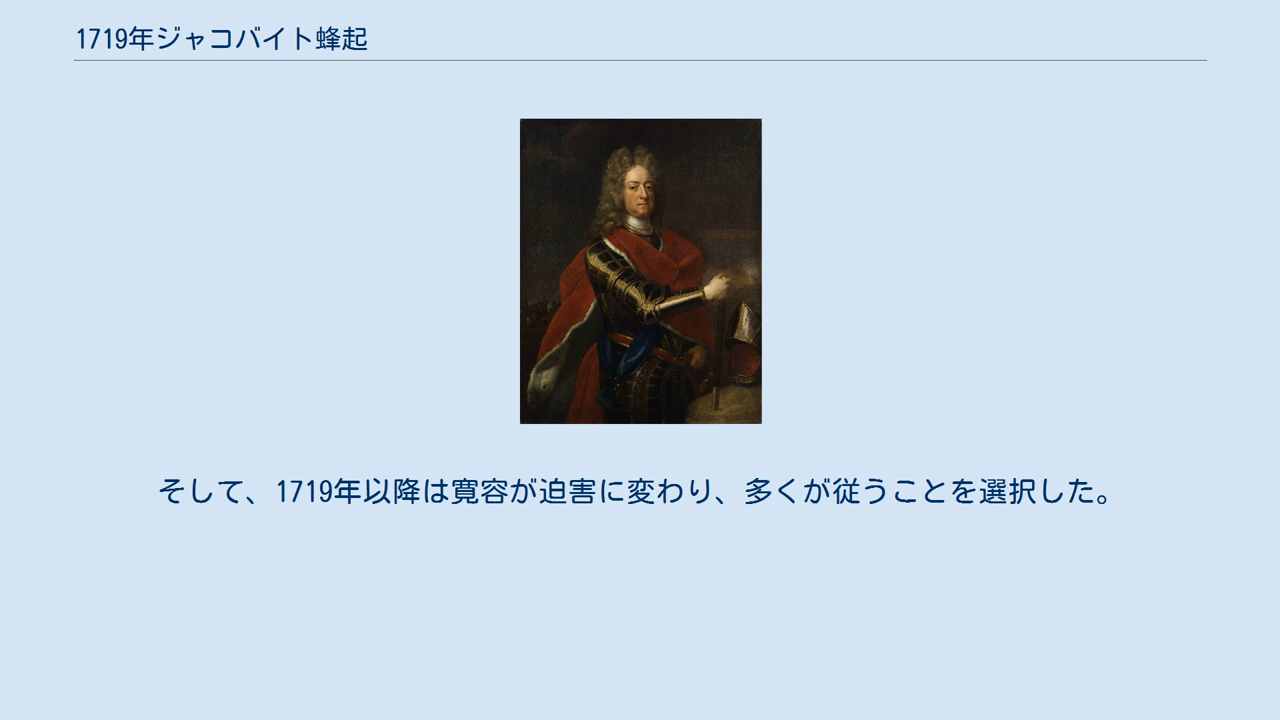 1719年ジャコバイト蜂起
そして、1719年以降は寛容が迫害に変わり、多くが従うことを選択した。